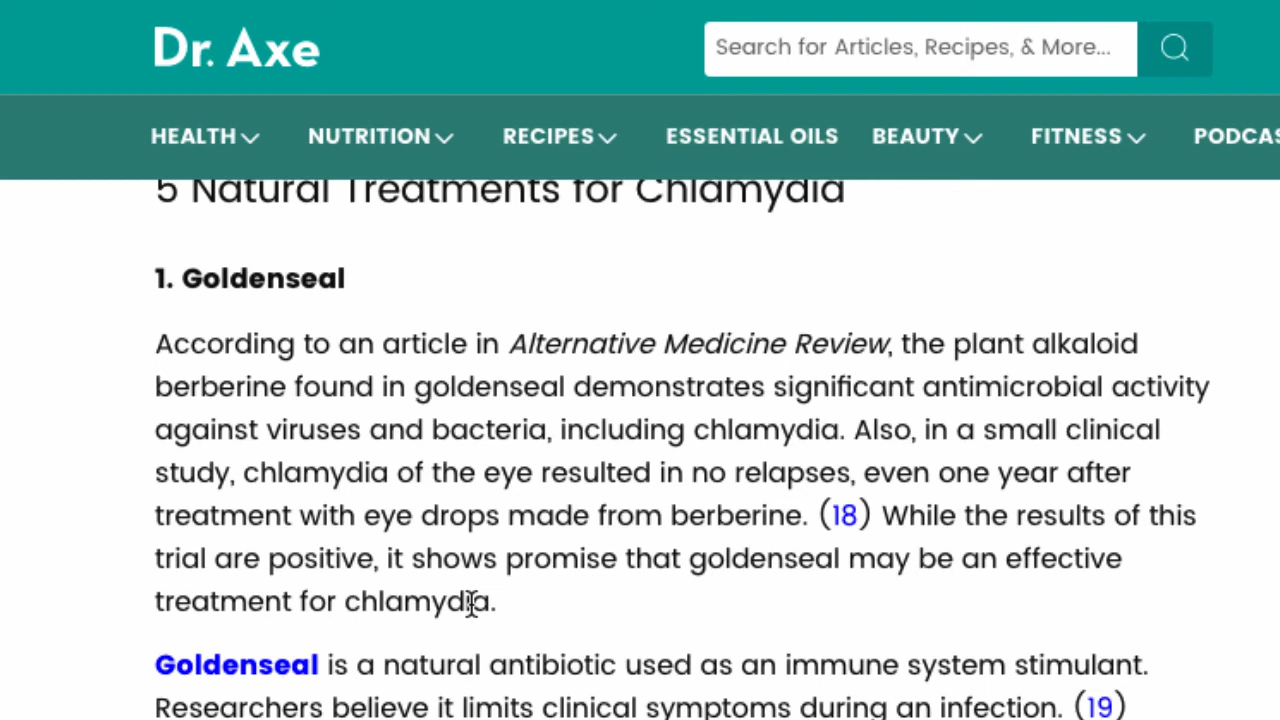 Dr. Axe
Search for Articles, Recipes, & More...
HEALTH NUTRITION RECIPES ESSENTIAL OILS BEAUTY FITNESS PODCAS
5 Natural Treatments for Chlamydia
1. Goldenseal
According to an article in Alternative Medicine Review, the plant alkaloid
berberine found in goldenseal demonstrates significant antimicrobial activity
against viruses and bacteria, including chlamydia. Also, in a small clinical
study, chlamydia of the eye resulted in no relapses, even one year after
treatment with eye drops made from berberine. (18) While the results of this
trial are positive, it shows promise that goldenseal may be an effective
treatment for chlamydia.
Goldenseal is a natural antibiotic used as an immune system stimulant.
Researchers believe it limits clinical symptoms during an infection. (19)